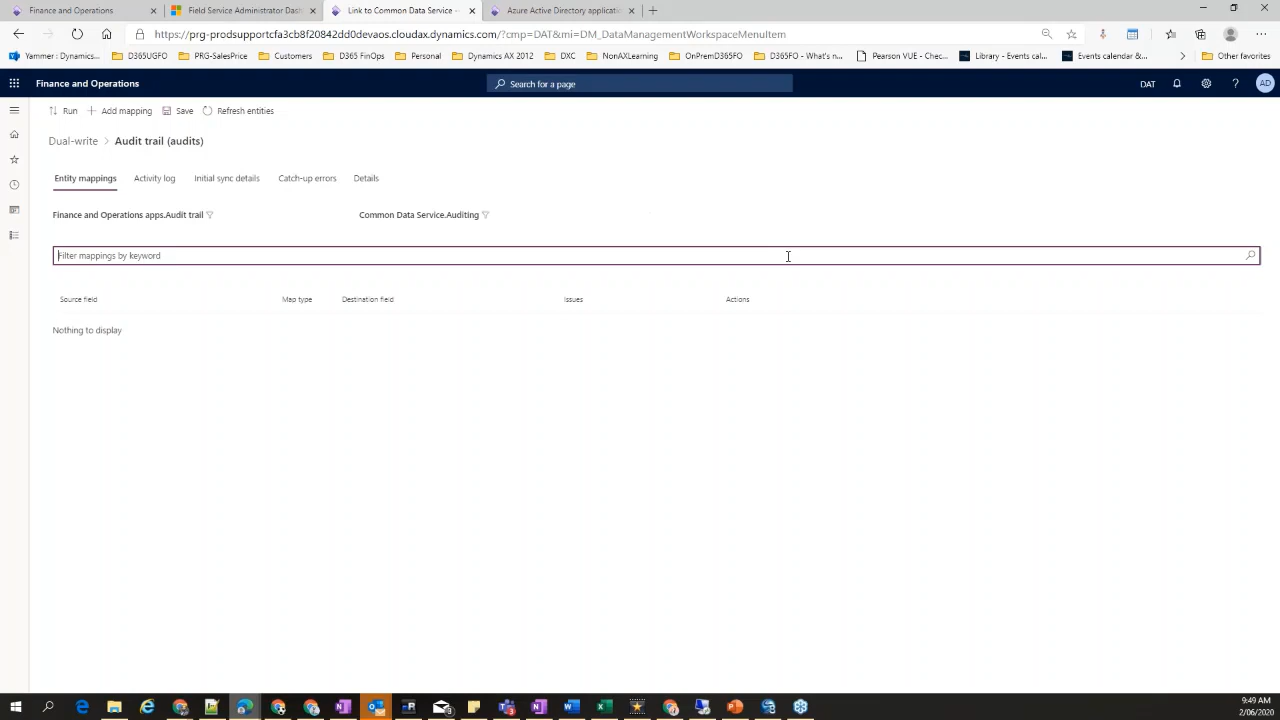 Finance and Operations
Field Service Administrator Dash
Link to Common Data Service --
Azure Active Directory application
https://prg-prodsupportcfa3cb8f20842dd0devaos.cloudax.dynamics.com/?cmp=DAT&mi=DM_DataManagementWorkspaceMenuItem
Yammer : Dynamics...
D365UGFO
PRG-SalesPrice
Customers
D365 FinOps
Personal
Dynamics AX 2012
DXC
NonAXLearning
OnPremD365FO
D365FO - What's n...
Pearson VUE - Chec...
Library - Events cal...
Events calendar &...
Other favorites
Finance and Operations
Search for a page
DAT
?
AD
Run
Add mapping
Save
Refresh entities
Dual-write > Audit trail (audits)
Entity mappings
Activity log
Initial sync details
Catch-up errors
Details
Finance and Operations apps.Audit trail
Common Data Service.Auditing
Filter mappings by keyword
Source field
Map type
Destination field
Issues
Actions
Nothing to display
9:49 AM
2/06/2020